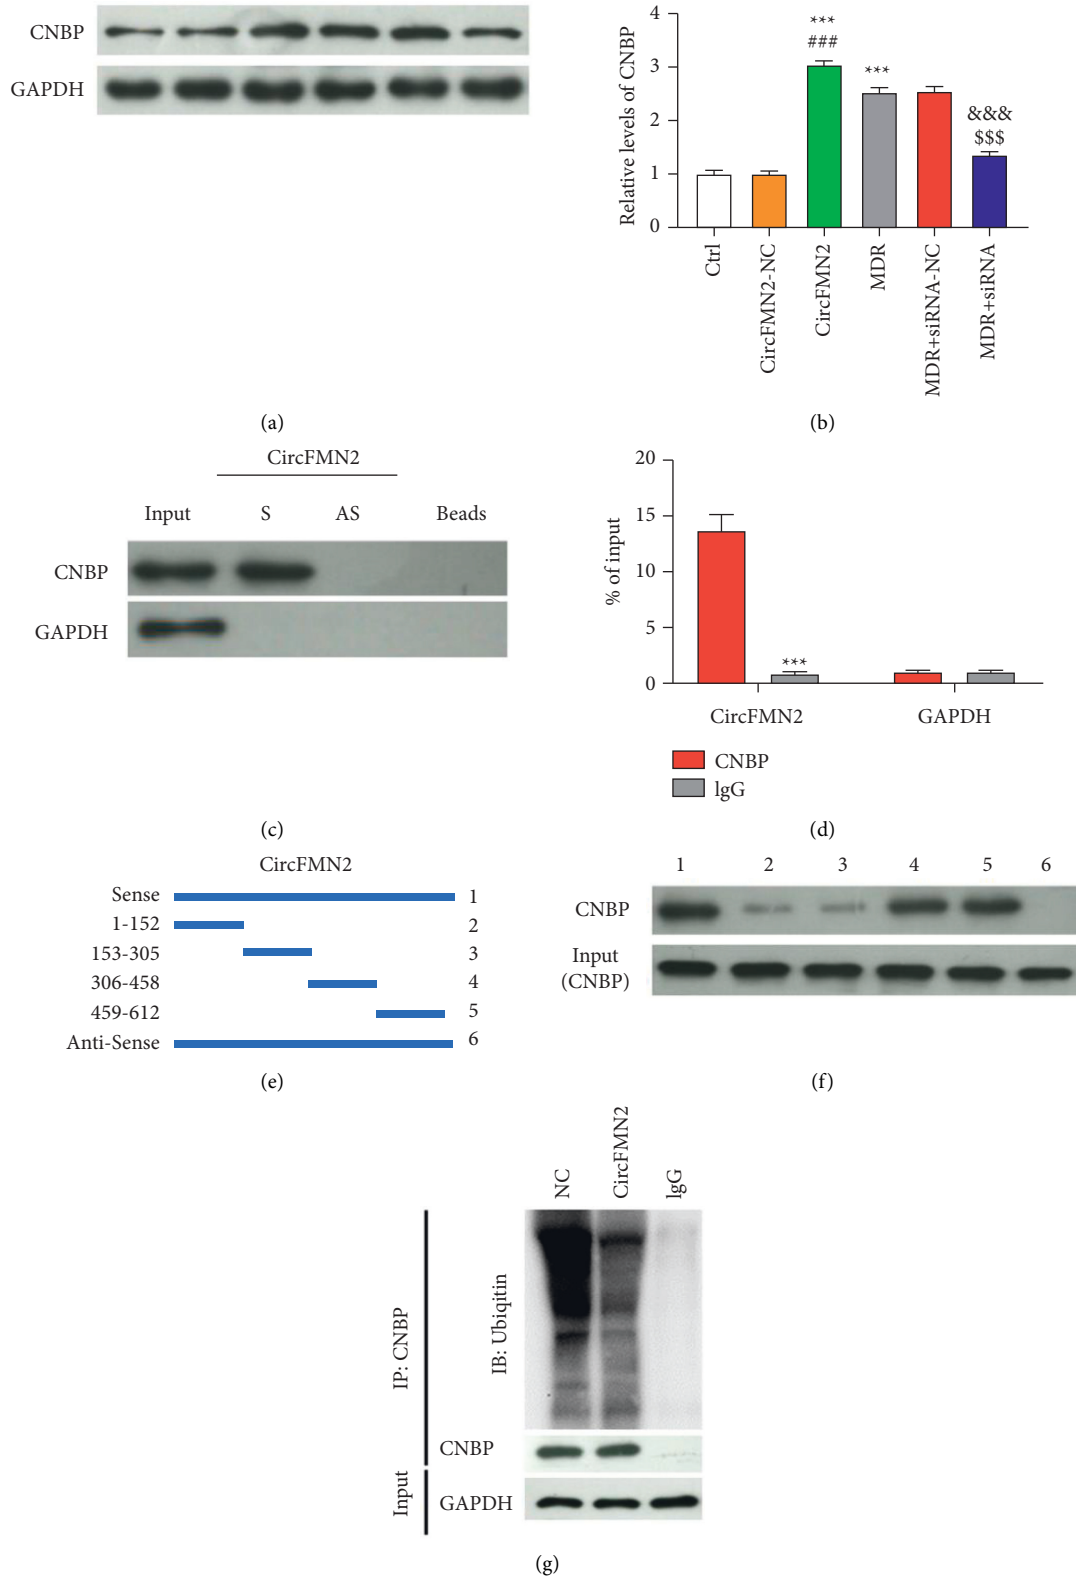 CNBP
GAPDH
(a)
Relative levels of CNBP
4
3
2
1
0
***
###
***
&&&
$$$
Ctrl
CircFMN2-NC
CircFMN2
MDR
MDR+siRNA-NC
MDR+siRNA
(b)
CircFMN2
Input S AS Beads
CNBP
GAPDH
(c)
% of input
20
15
10
5
0
***
CircFMN2 GAPDH
CNBP
lgG
(d)
CircFMN2
Sense 1
1-152 2
153-305 3
306-458 4
459-612 5
Anti-Sense 6
(e)
1 2 3 4 5 6
CNBP
Input
(CNBP)
(f)
NC
CircFMN2
lgG
IP: CNBP
IB: Ubiqitin
CNBP
Input
GAPDH
(g)